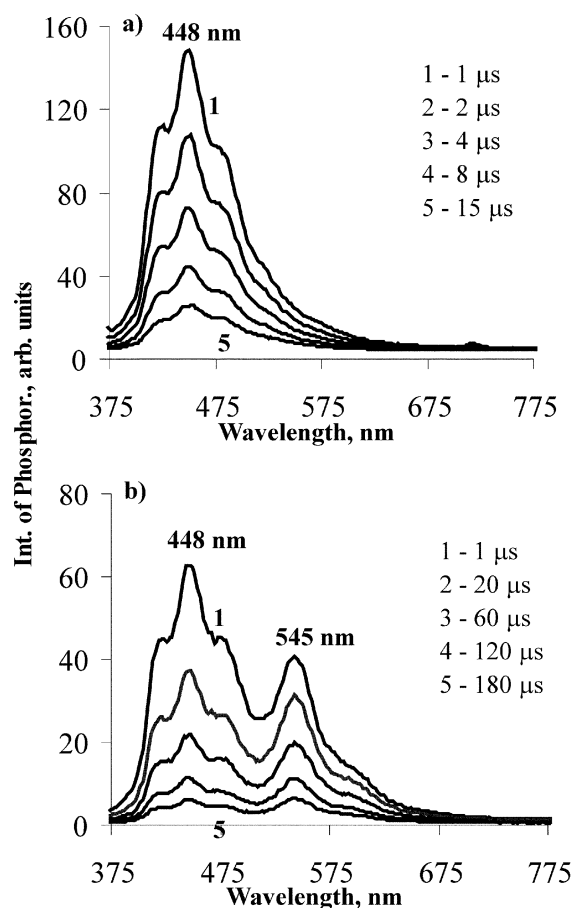 Int. of Phosphor., arb. units
a)
448 nm
160
120
80
40
0
1
5
1 - 1 μs
2 - 2 μs
3 - 4 μs
4 - 8 μs
5 - 15 μs
375 475 575 675 775
Wavelength, nm
b)
448 nm
545 nm
80
60
40
20
0
1
5
1 - 1 μs
2 - 20 μs
3 - 60 μs
4 - 120 μs
5 - 180 μs
375 475 575 675 775
Wavelength, nm